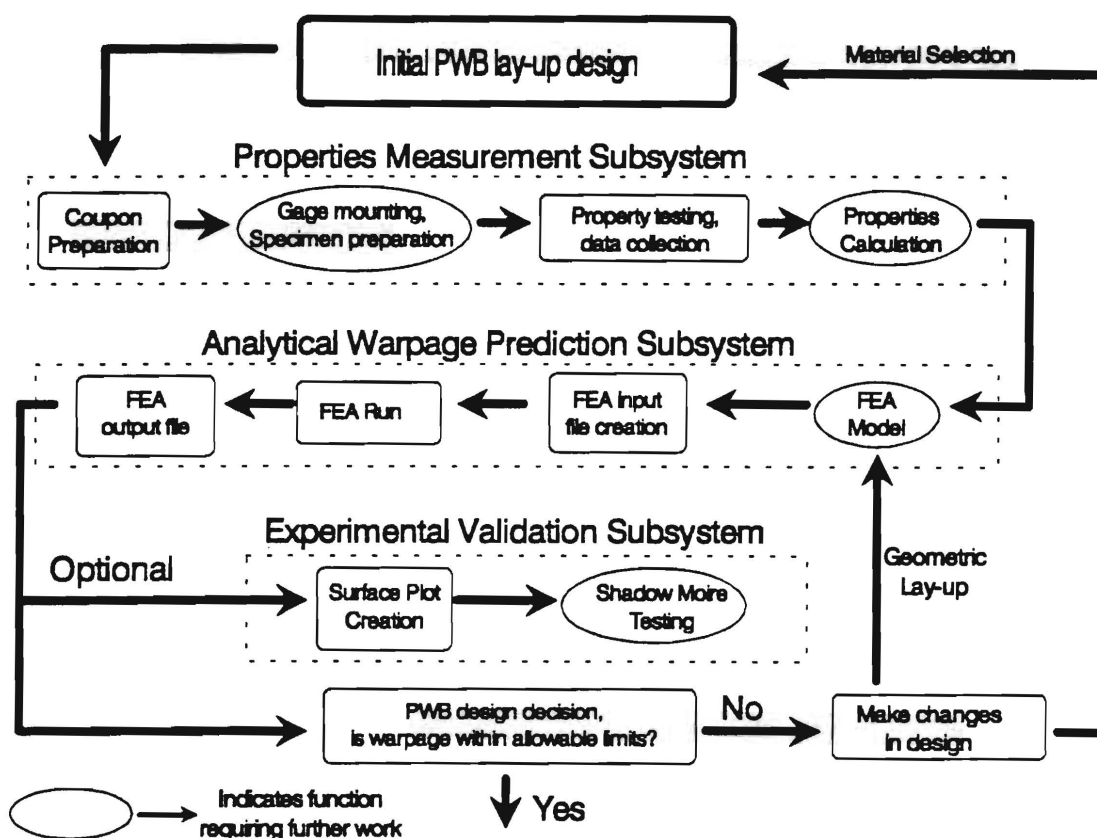 Initial PWB lay-up design
Material Selection
Properties Measurement Subsystem
Coupon
Preparation
Gage mounting,
Specimen preparation
Property testing,
data collection
Properties
Calculation
Analytical Warpage Prediction Subsystem
FEA
output file
FEA Run
FEA Input
file creation
FEA
Model
Experimental Validation Subsystem
Optional
Surface Plot
Creation
Shadow Moire
Testing
Geometric
Lay-up
PWB design decision,
is warpage within allowable limits?
No
Make changes
in design
Yes
Indicates function
requiring further work